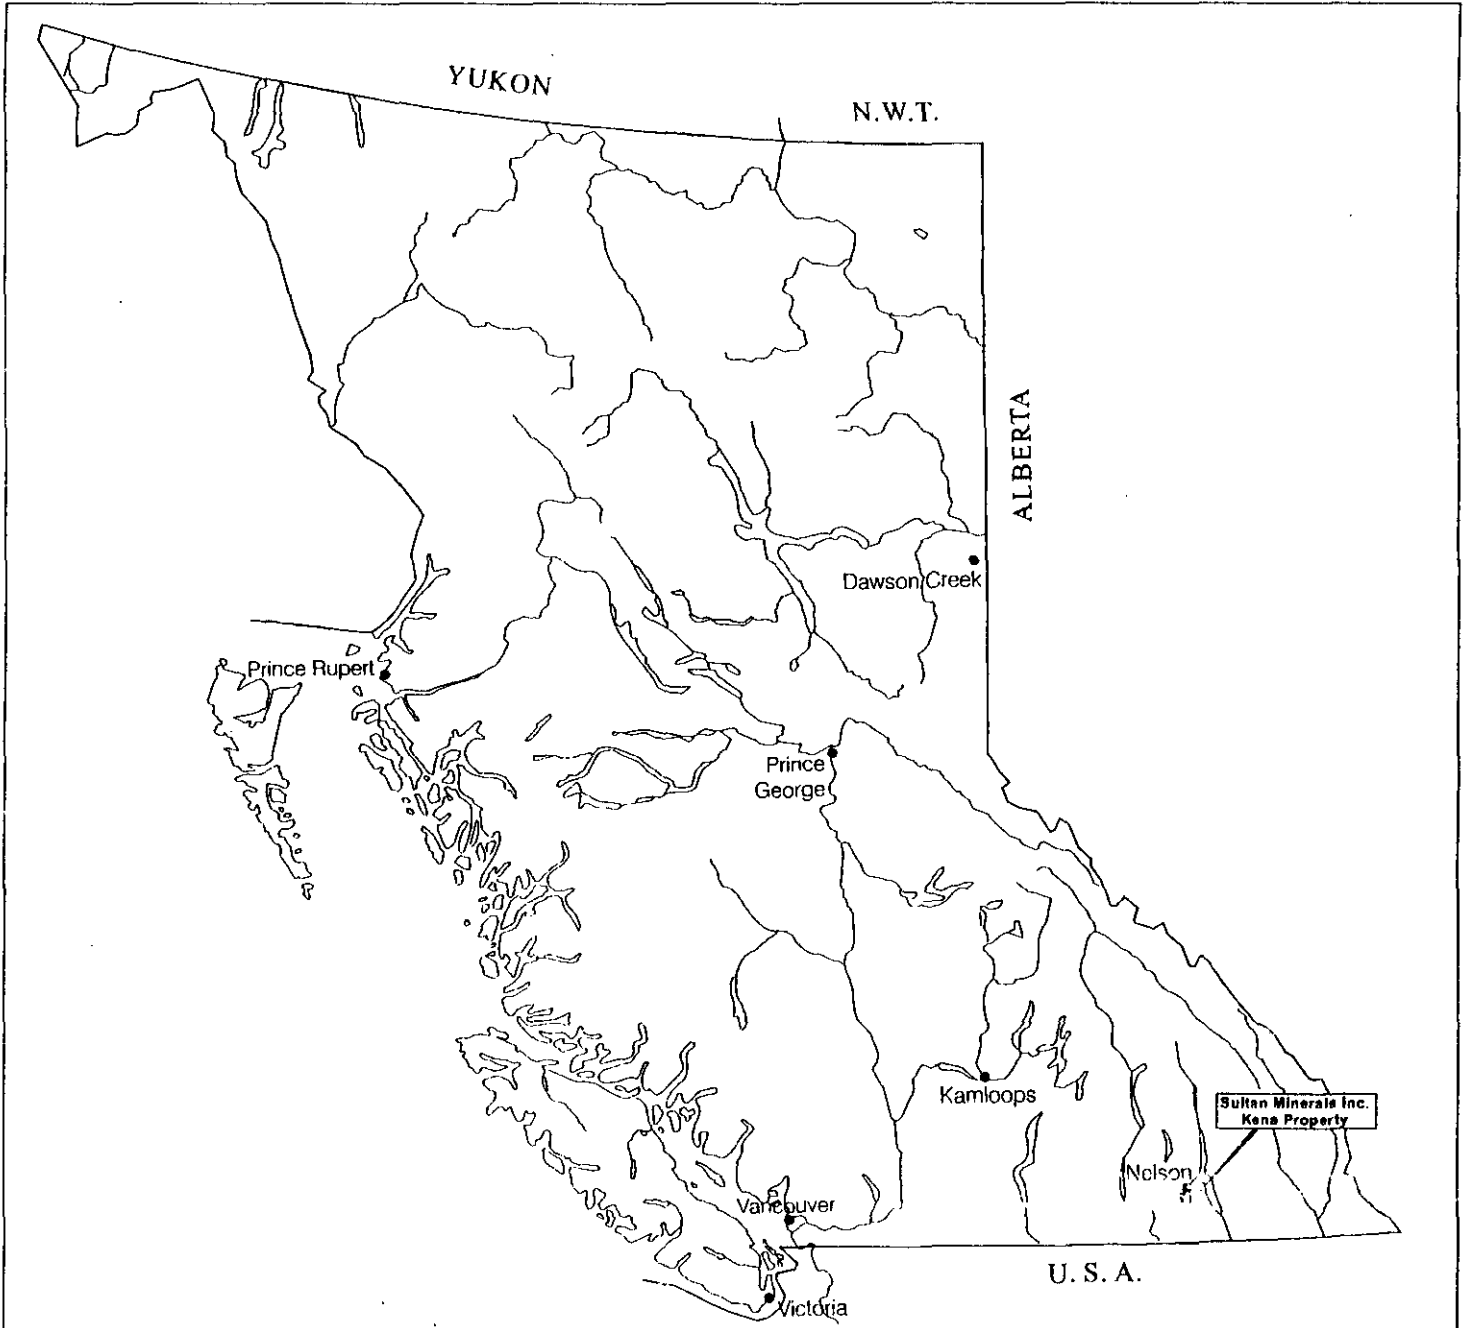 YUKON
N.W.T.
ALBERTA
Dawson Creek
Prince Rupert
Prince
George
Kamloops
Sultan Minerals Inc.
Kena Property
Nelson
Vancouver
U. S. A.
Victoria